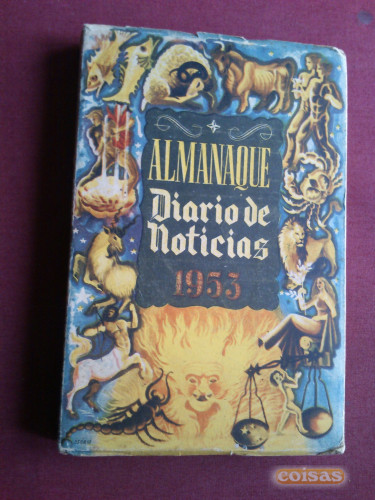 ALMANAQUE
Diario de
Noticias
1953
coisas